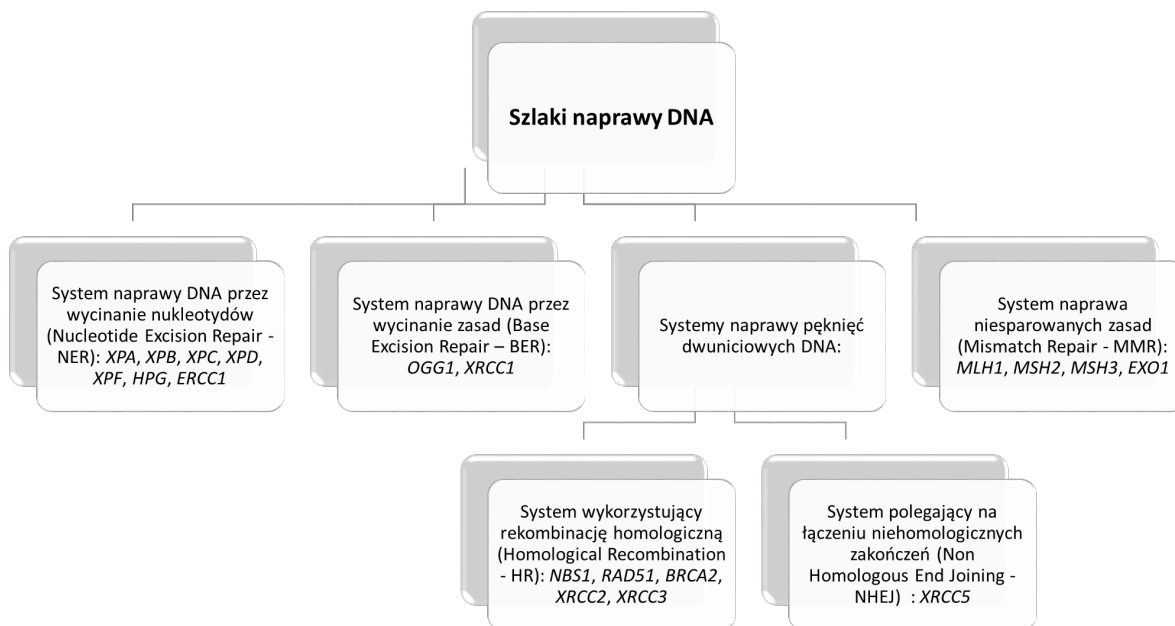 Szlaki naprawy DNA
System naprawy DNA przez
wycinanie nukleotydów
(Nucleotide Excision Repair -
NER): XPA, XPB, XPC, XPD,
XPF, HPG, ERCC1
System naprawy DNA przez
wycinanie zasad (Base
Excision Repair – BER):
OGG1, XRCC1
Systemy naprawy pęknięć
dwuniciowych DNA:
System naprawa
niesparowanych zasad
(Mismatch Repair - MMR):
MLH1, MSH2, MSH3, EXO1
System wykorzystujący
rekombinację homologiczną
(Homological Recombination
- HR): NBS1, RAD51, BRCA2,
XRCC2, XRCC3
System polegający na
łączeniu niehomologicznych
zakończeń (Non
Homologous End Joining -
NHEJ) : XRCC5